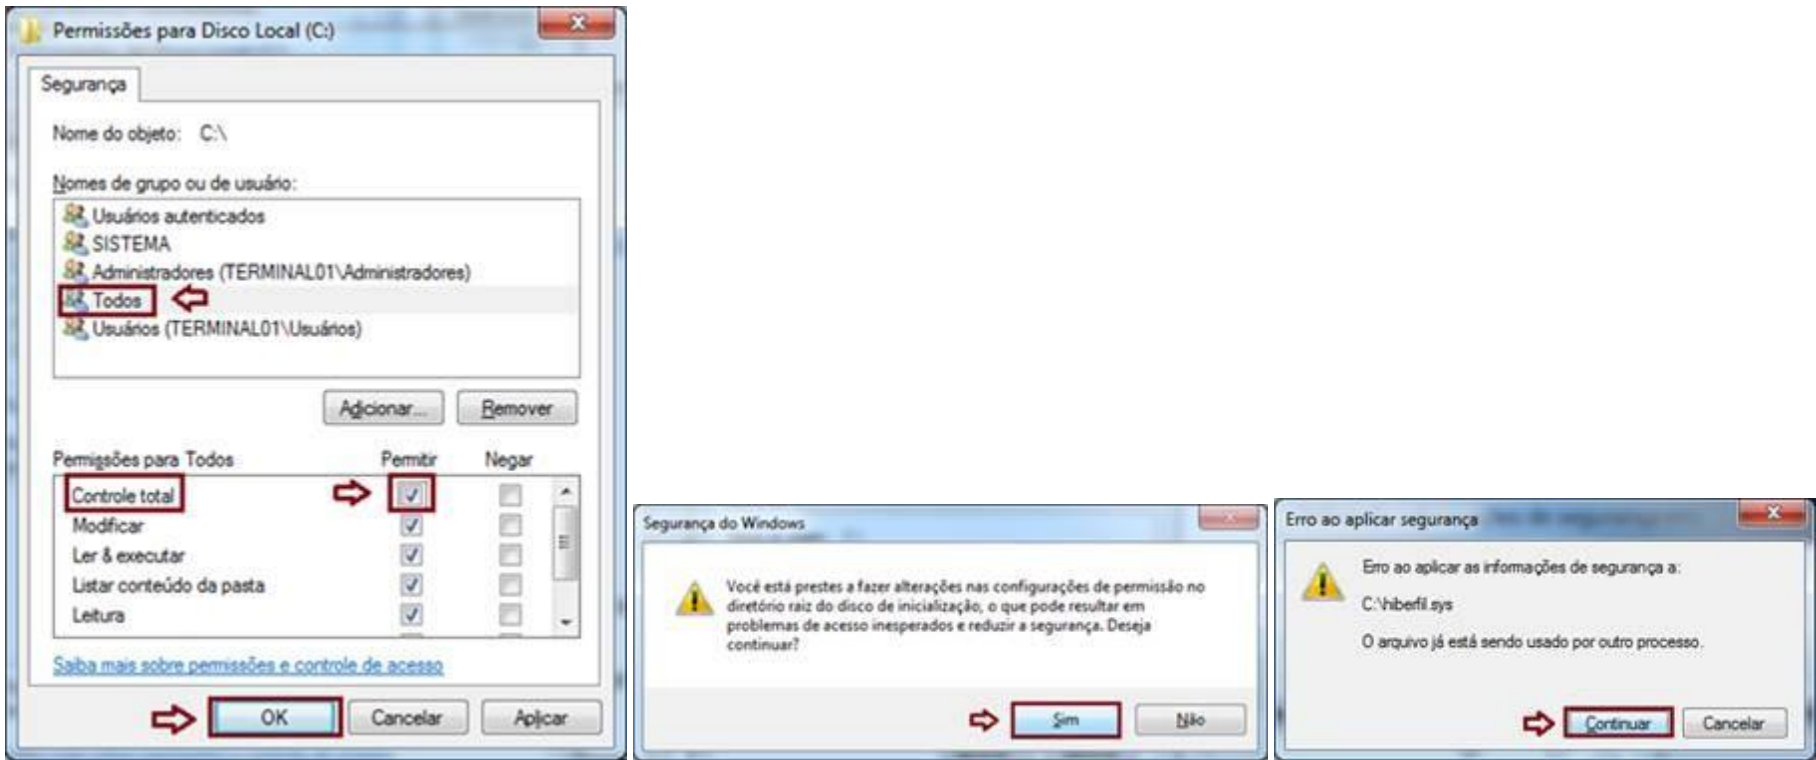 Permissões para Disco Local (C:)
Segurança
Nome do objeto: C:\
Nomes de grupo ou de usuário:
Usuários autenticados
SISTEMA
Administradores (TERMINAL01\Administradores)
Todos
Usuários (TERMINAL01\Usuários)
Adicionar... Remover
Permissões para Todos Permitir Negar
Controle total
Modificar
Ler & executar
Listar conteúdo da pasta
Leitura
Saiba mais sobre permissões e controle de acesso
OK Cancelar Aplicar
Segurança do Windows
Você está prestes a fazer alterações nas configurações de permissão no
diretório raiz do disco de inicialização, o que pode resultar em
problemas de acesso inesperados e reduzir a segurança. Deseja
continuar?
Sim Não
Erro ao aplicar segurança
Erro ao aplicar as informações de segurança a:
C:\hiberfil.sys
O arquivo já está sendo usado por outro processo.
Continuar Cancelar